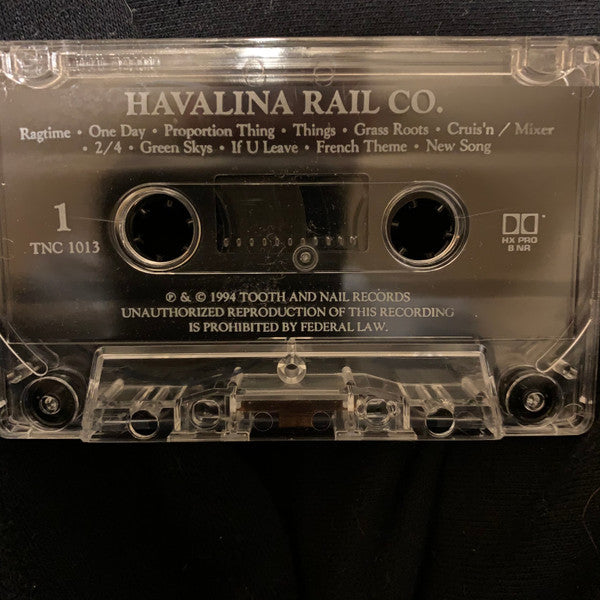 HAVALINA RAIL CO.
Ragtime • One Day • Proportion Thing • Things • Grass Roots • Cruis'n / Mixer
• 2/4 • Green Skys • If U Leave • French Theme • New Song
1
TNC 1013
HX PRO
B NR
℗ & © 1994 TOOTH AND NAIL RECORDS
UNAUTHORIZED REPRODUCTION OF THIS RECORDING
IS PROHIBITED BY FEDERAL LAW.